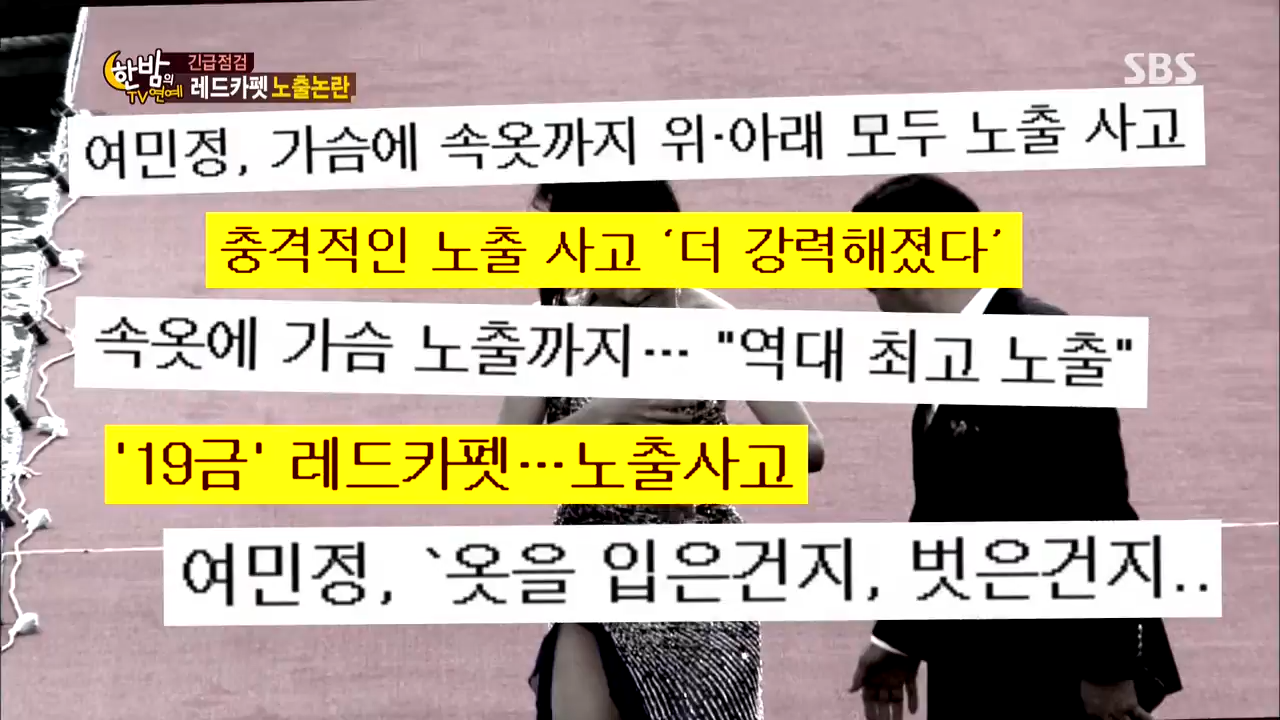 한밤의 TV연예
긴급점검
레드카펫 노출논란
SBS
여민정, 가슴에 속옷까지 위·아래 모두 노출 사고
충격적인 노출 사고 ‘더 강력해졌다’
속옷에 가슴 노출까지… "역대 최고 노출"
'19금' 레드카펫…노출사고
여민정, `옷을 입은건지, 벗은건지..